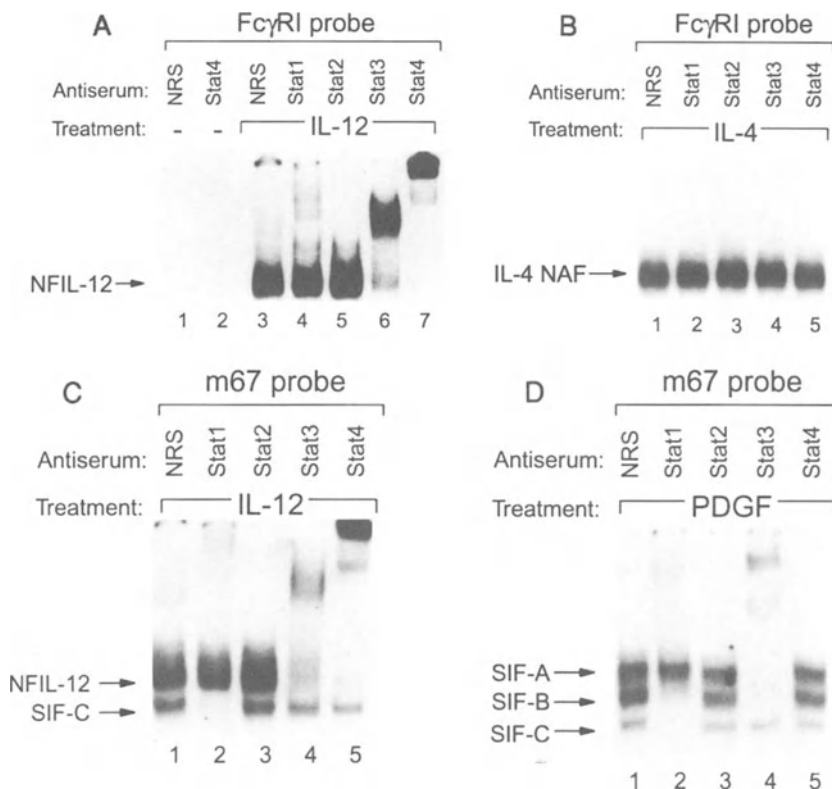 A
FcγRI probe
Antiserum: NRS Stat4 NRS Stat1 Stat2 Stat3 Stat4
Treatment: - - IL-12
NFIL-12
1 2 3 4 5 6 7
B
FcγRI probe
Antiserum: NRS Stat1 Stat2 Stat3 Stat4
Treatment: IL-4
IL-4 NAF
1 2 3 4 5
C
m67 probe
Antiserum: NRS Stat1 Stat2 Stat3 Stat4
Treatment: IL-12
NFIL-12
SIF-C
1 2 3 4 5
D
m67 probe
Antiserum: NRS Stat1 Stat2 Stat3 Stat4
Treatment: PDGF
SIF-A
SIF-B
SIF-C
1 2 3 4 5